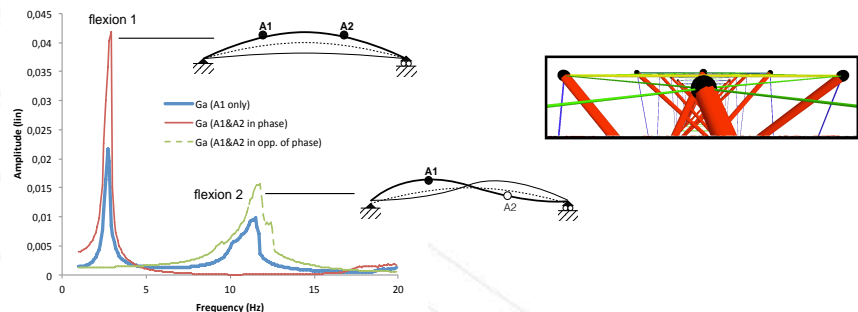 flexion 1
0,045
0,04
0,035
0,03
0,025
0,02
0,015
0,01
0,005
0
Amplitude (lin)
0 5 10 15 20
Frequency (Hz)
Ga (A1 only)
Ga (A1&A2 in phase)
Ga (A1&A2 in opp. of phase)
A1 A2
flexion 2
A1
A2